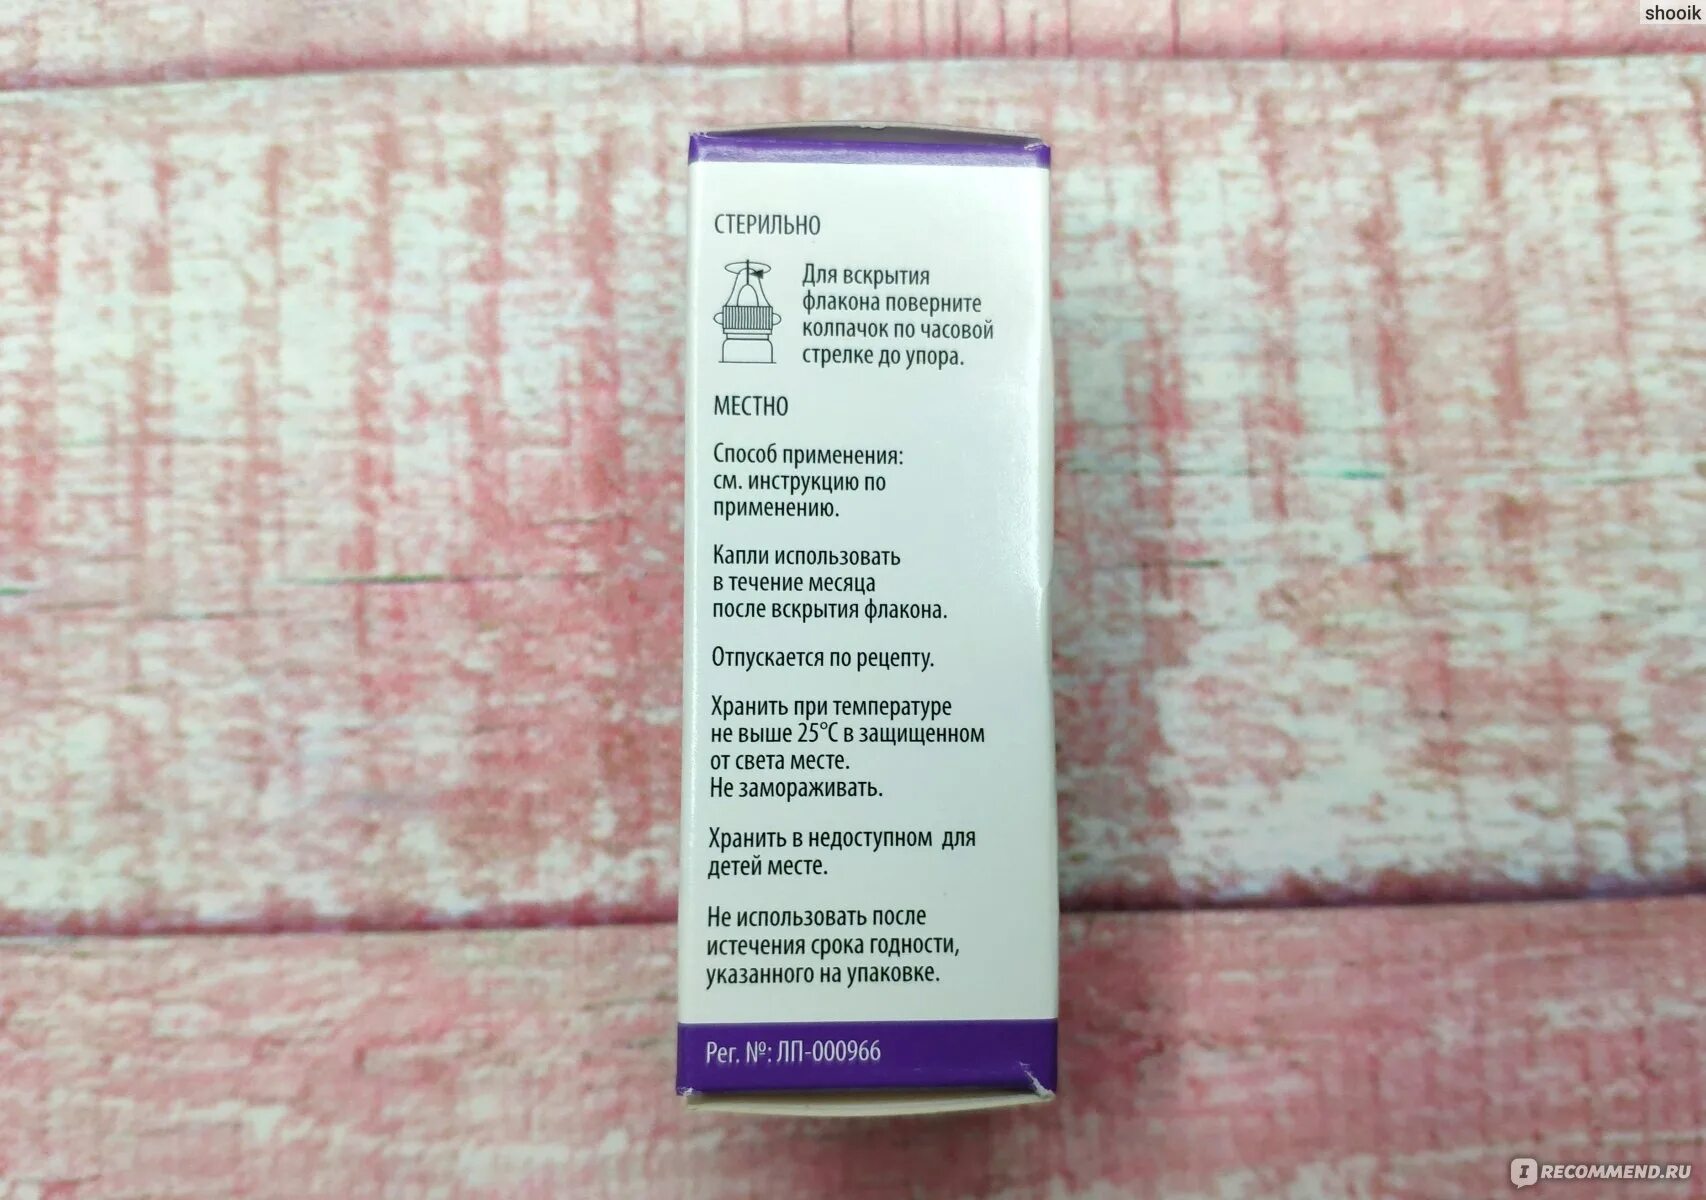 shooik
СТЕРИЛЬНО
Для вскрытия
флакона поверните
колпачок по часовой
стрелке до упора.
МЕСТНО
Способ применения:
см. инструкцию по
применению.
Капли использовать
в течение месяца
после вскрытия флакона.
Отпускается по рецепту.
Хранить при температуре
не выше 25°С в защищенном
от света месте.
Не замораживать.
Хранить в недоступном для
детей месте.
Не использовать после
истечения срока годности,
указанного на упаковке.
Рег. №: ЛП-000966
IRECOMMEND.RU